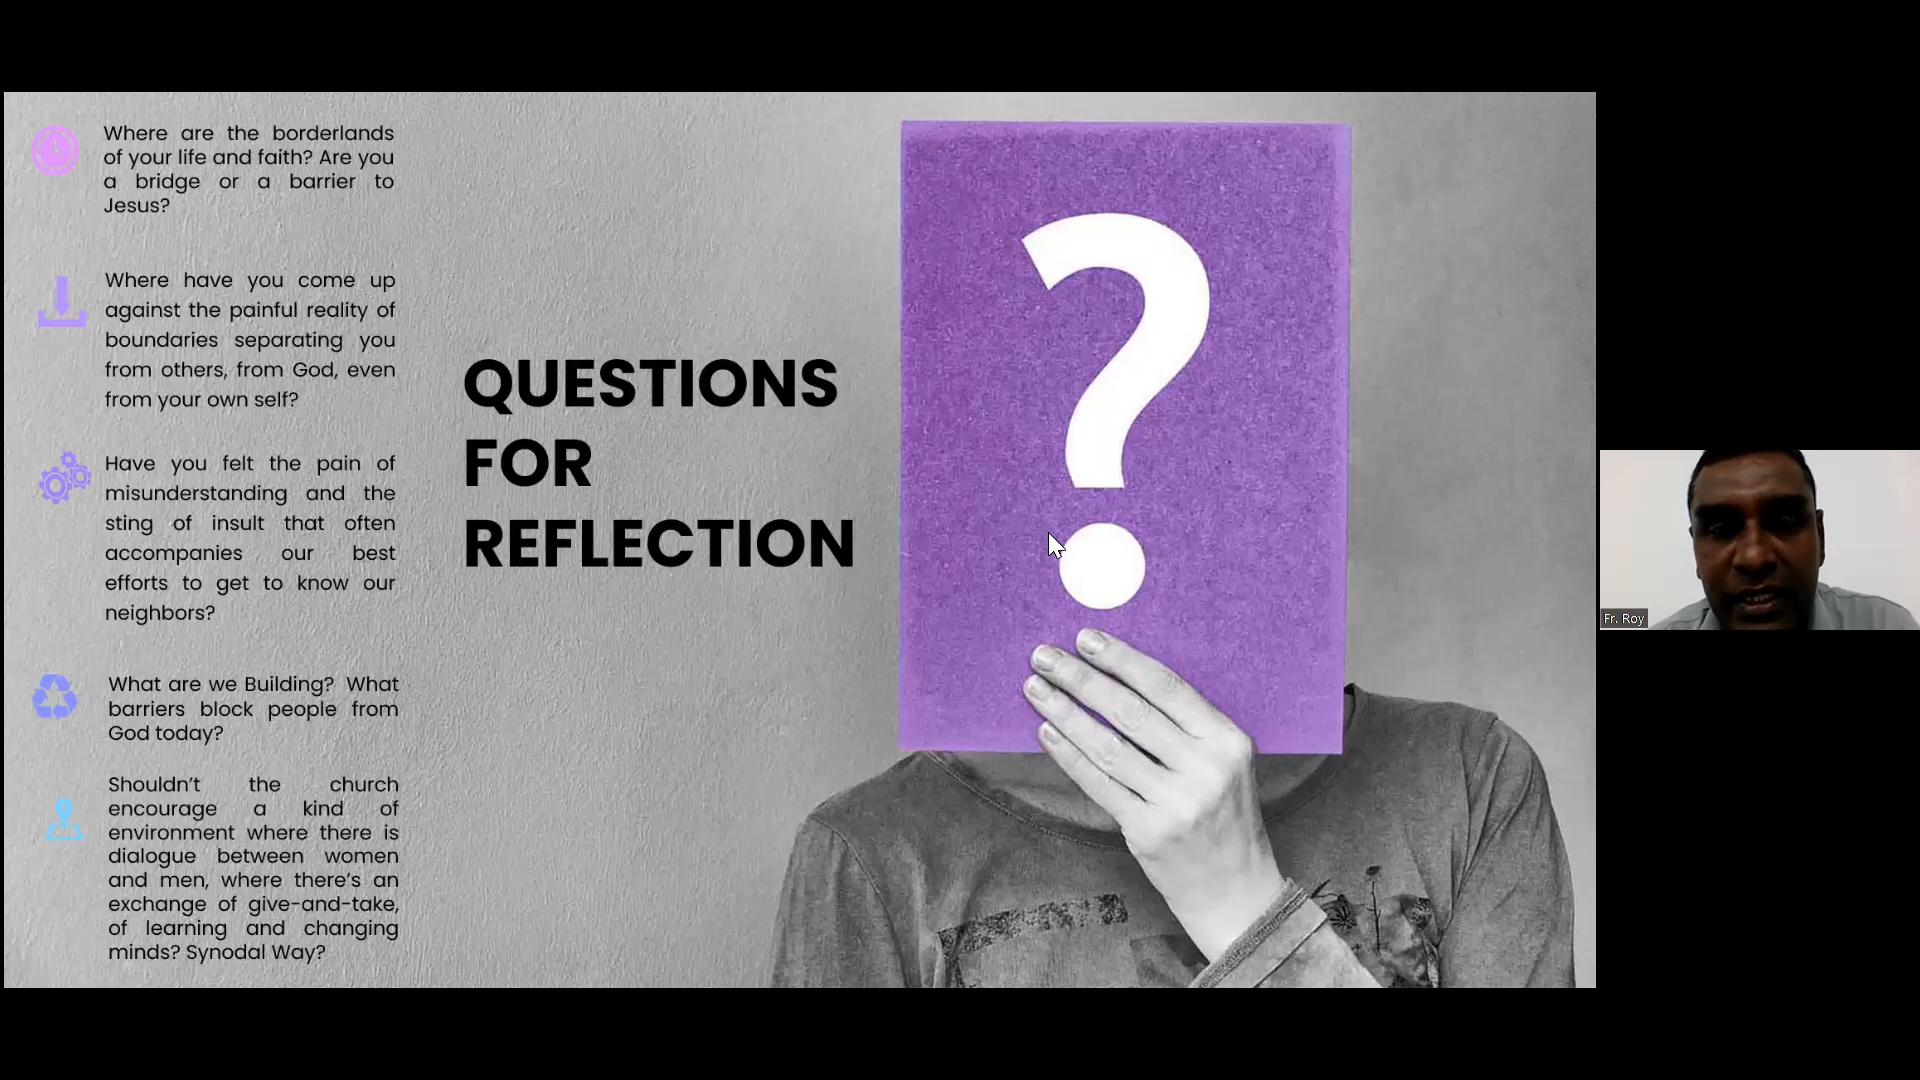 Where are the borderlands
of your life and faith? Are you
a bridge or a barrier to
Jesus?
Where have you come up
against the painful reality of
boundaries separating you
from others, from God, even
from your own self?
Have you felt the pain of
misunderstanding and the
sting of insult that often
accompanies our best
efforts to get to know our
neighbors?
What are we Building? What
barriers block people from
God today?
Shouldn't the church
encourage a kind of
environment where there is
dialogue between women
and men, where there's an
exchange of give-and-take,
of learning and changing
minds? Synodal Way?
QUESTIONS
FOR
REFLECTION
?
Fr. Roy